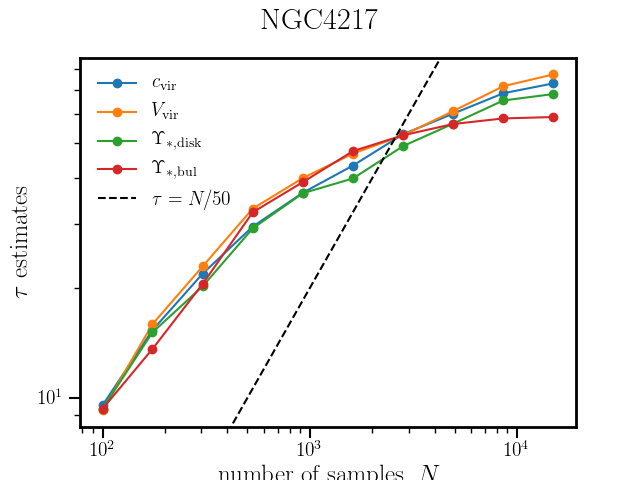 NGC4217
c_vir
V_vir
Υ_*,disk
Υ_*,bul
τ = N/50
τ estimates
10^1
10^2
10^3
10^4
number of samples, N